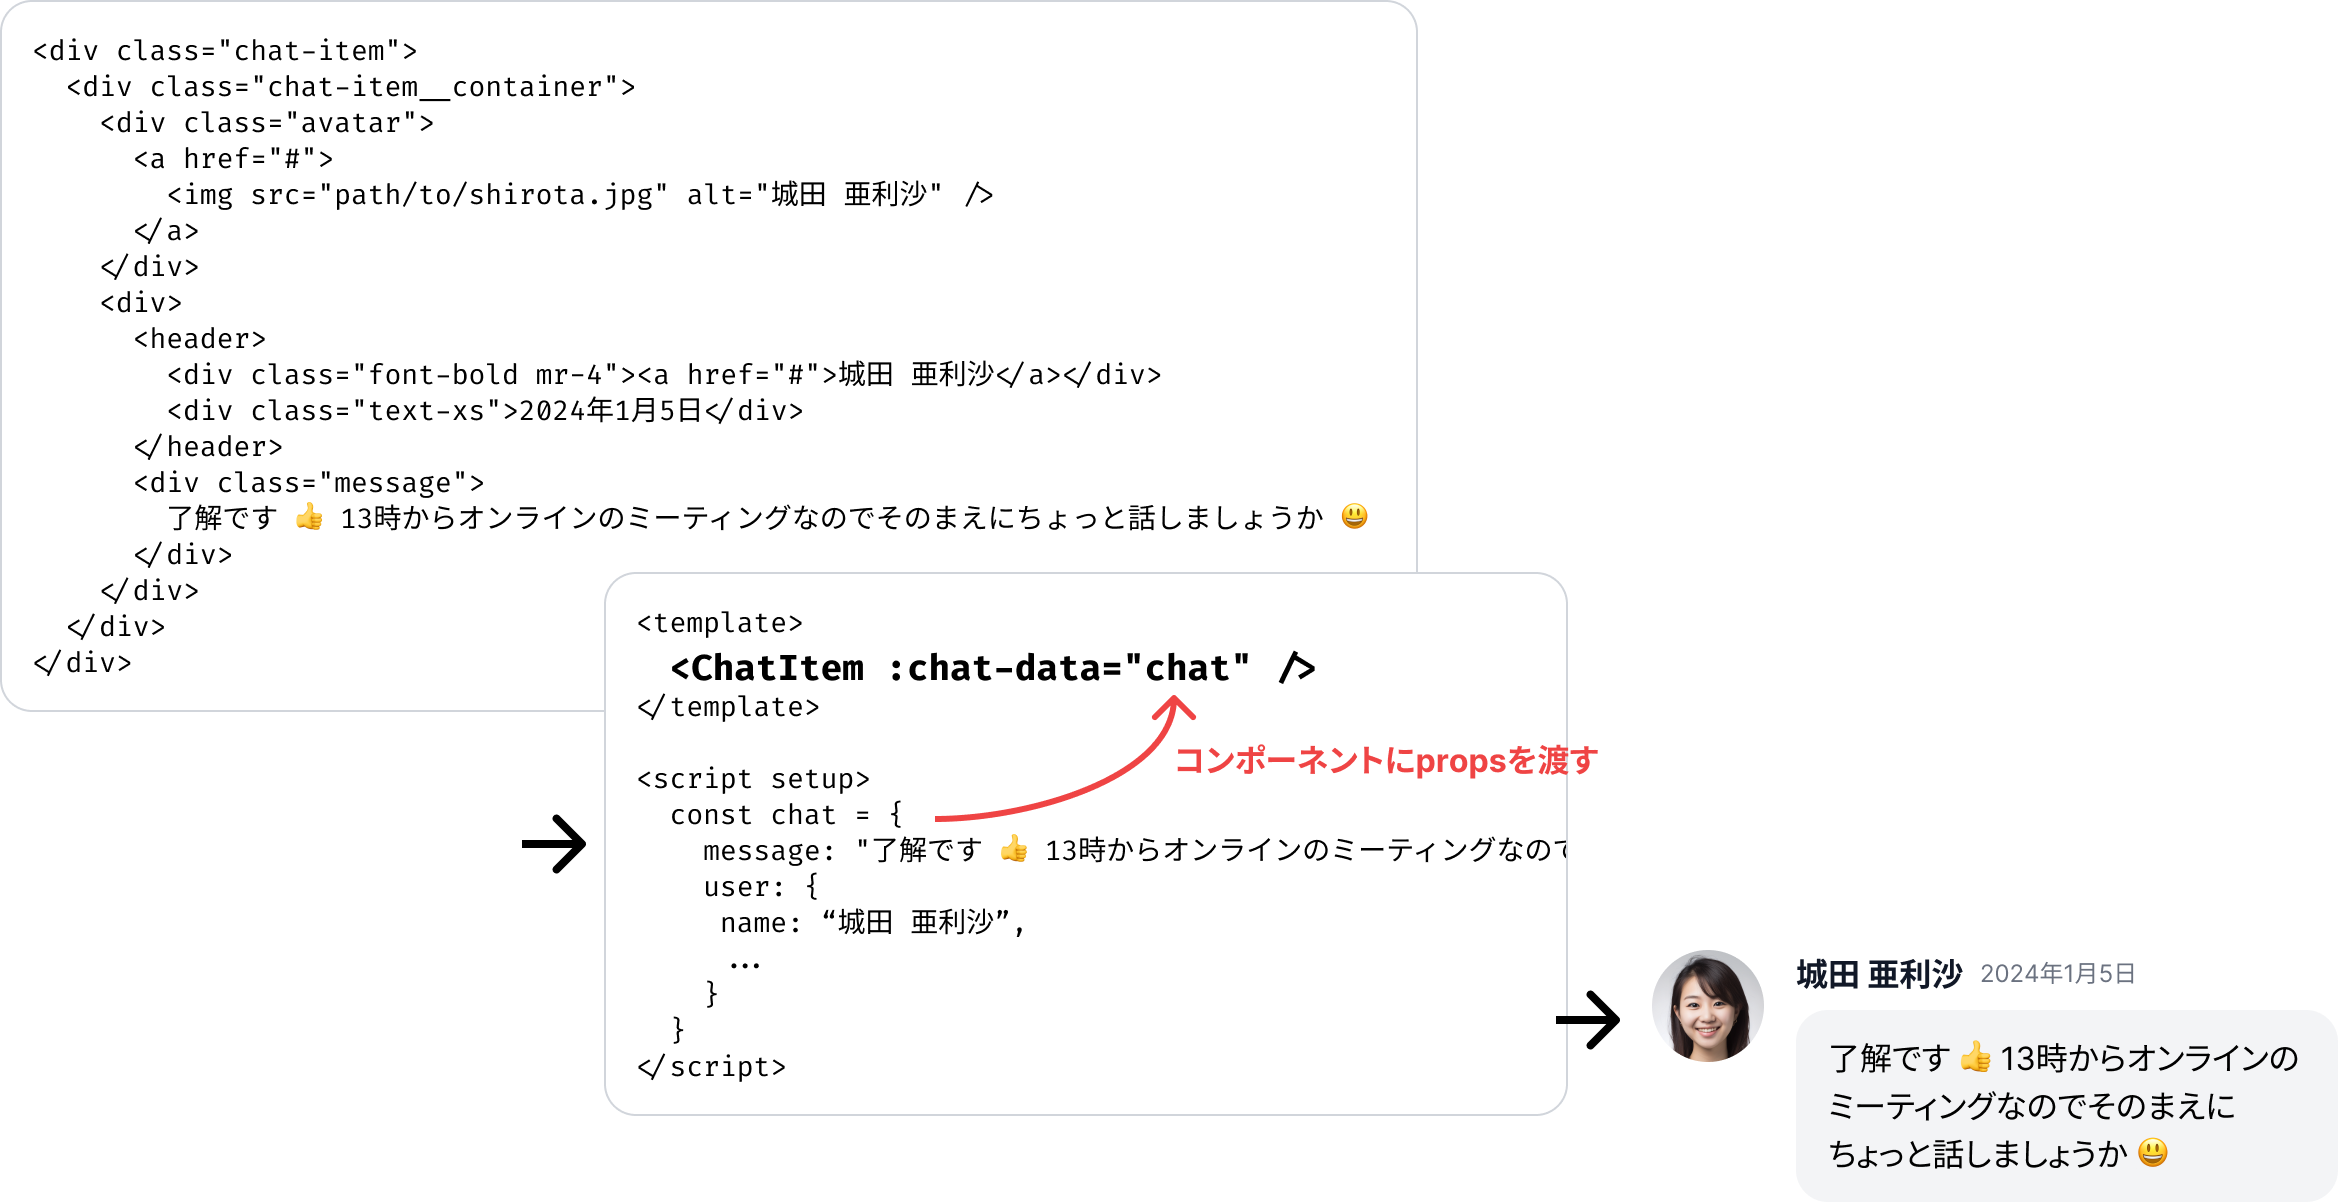 <div class="chat-item">
  <div class="chat-item__container">
    <div class="avatar">
      <a href="#">
        <img src="path/to/shirota.jpg" alt="城田 亜利沙" />
      </a>
    </div>
    <div>
      <header>
        <div class="font-bold mr-4"><a href="#">城田 亜利沙</a></div>
        <div class="text-xs">2024年1月5日</div>
      </header>
      <div class="message">
        了解です 👍 13時からオンラインのミーティングなのでそのまえにちょっと話しましょうか 😃
      </div>
    </div>
  </div>
</div>
<template>
  <ChatItem :chat-data="chat" />
</template>
コンポーネントにpropsを渡す
<script setup>
  const chat = {
    message: "了解です 👍 13時からオンラインのミーティングなので
    user: {
     name: “城田 亜利沙”,
      ...
    }
  }
</script>
城田 亜利沙 2024年1月5日
了解です 👍 13時からオンラインの
ミーティングなのでそのまえに
ちょっと話しましょうか 😃